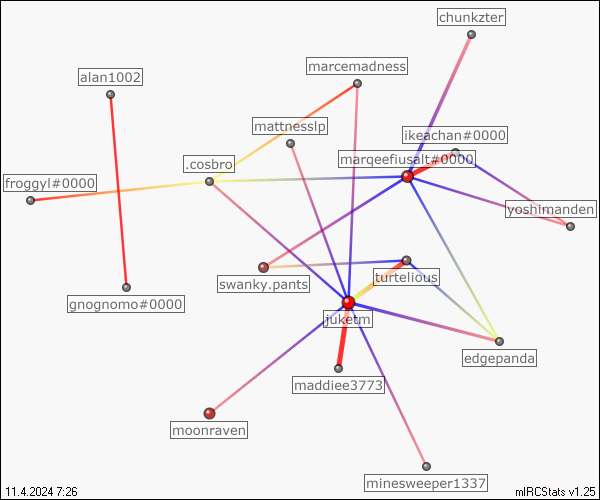 chunkzter
marcemadness
alan1002
mattnesslp
ikeachan#0000
.cosbro
marqeefiusalt#0000
froggyl#0000
yoshimanden
swanky.pants
turtelious
gnognomo#0000
juketm
edgepanda
maddiee3773
moonraven
minesweeper1337
11.4.2024 7:26
mIRCStats v1.25